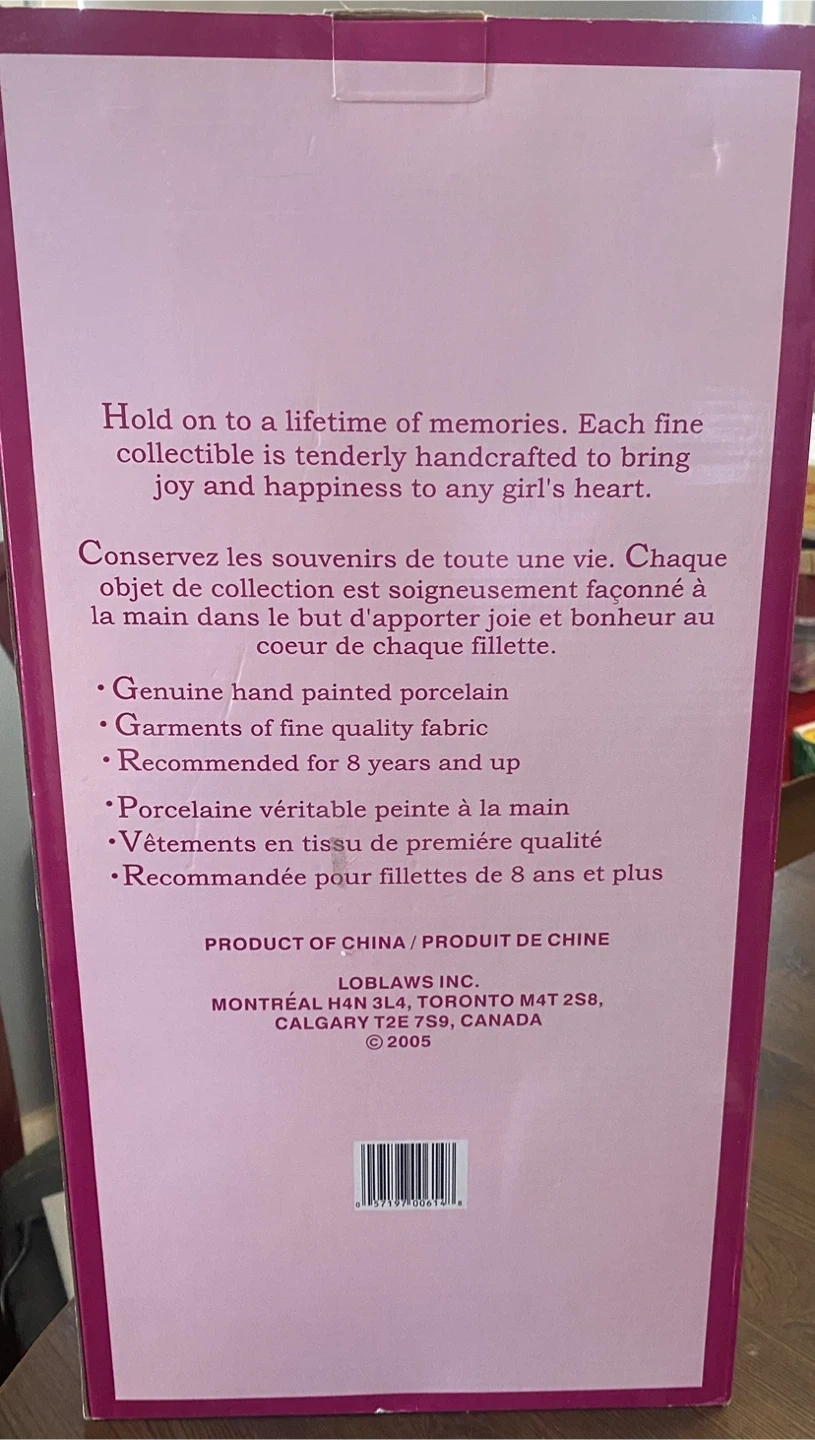 Hold on to a lifetime of memories. Each fine
collectible is tenderly handcrafted to bring
joy and happiness to any girl's heart.
Conservez les souvenirs de toute une vie. Chaque
objet de collection est soigneusement façonné à
la main dans le but d'apporter joie et bonheur au
coeur de chaque fillette.
• Genuine hand painted porcelain
• Garments of fine quality fabric
• Recommended for 8 years and up
• Porcelaine véritable peinte à la main
• Vêtements en tissu de premiére qualité
• Recommandée pour fillettes de 8 ans et plus
PRODUCT OF CHINA / PRODUIT DE CHINE
LOBLAWS INC.
MONTRÉAL H4N 3L4, TORONTO M4T 2S8,
CALGARY T2E 7S9, CANADA
© 2005
0 57197 00614 8